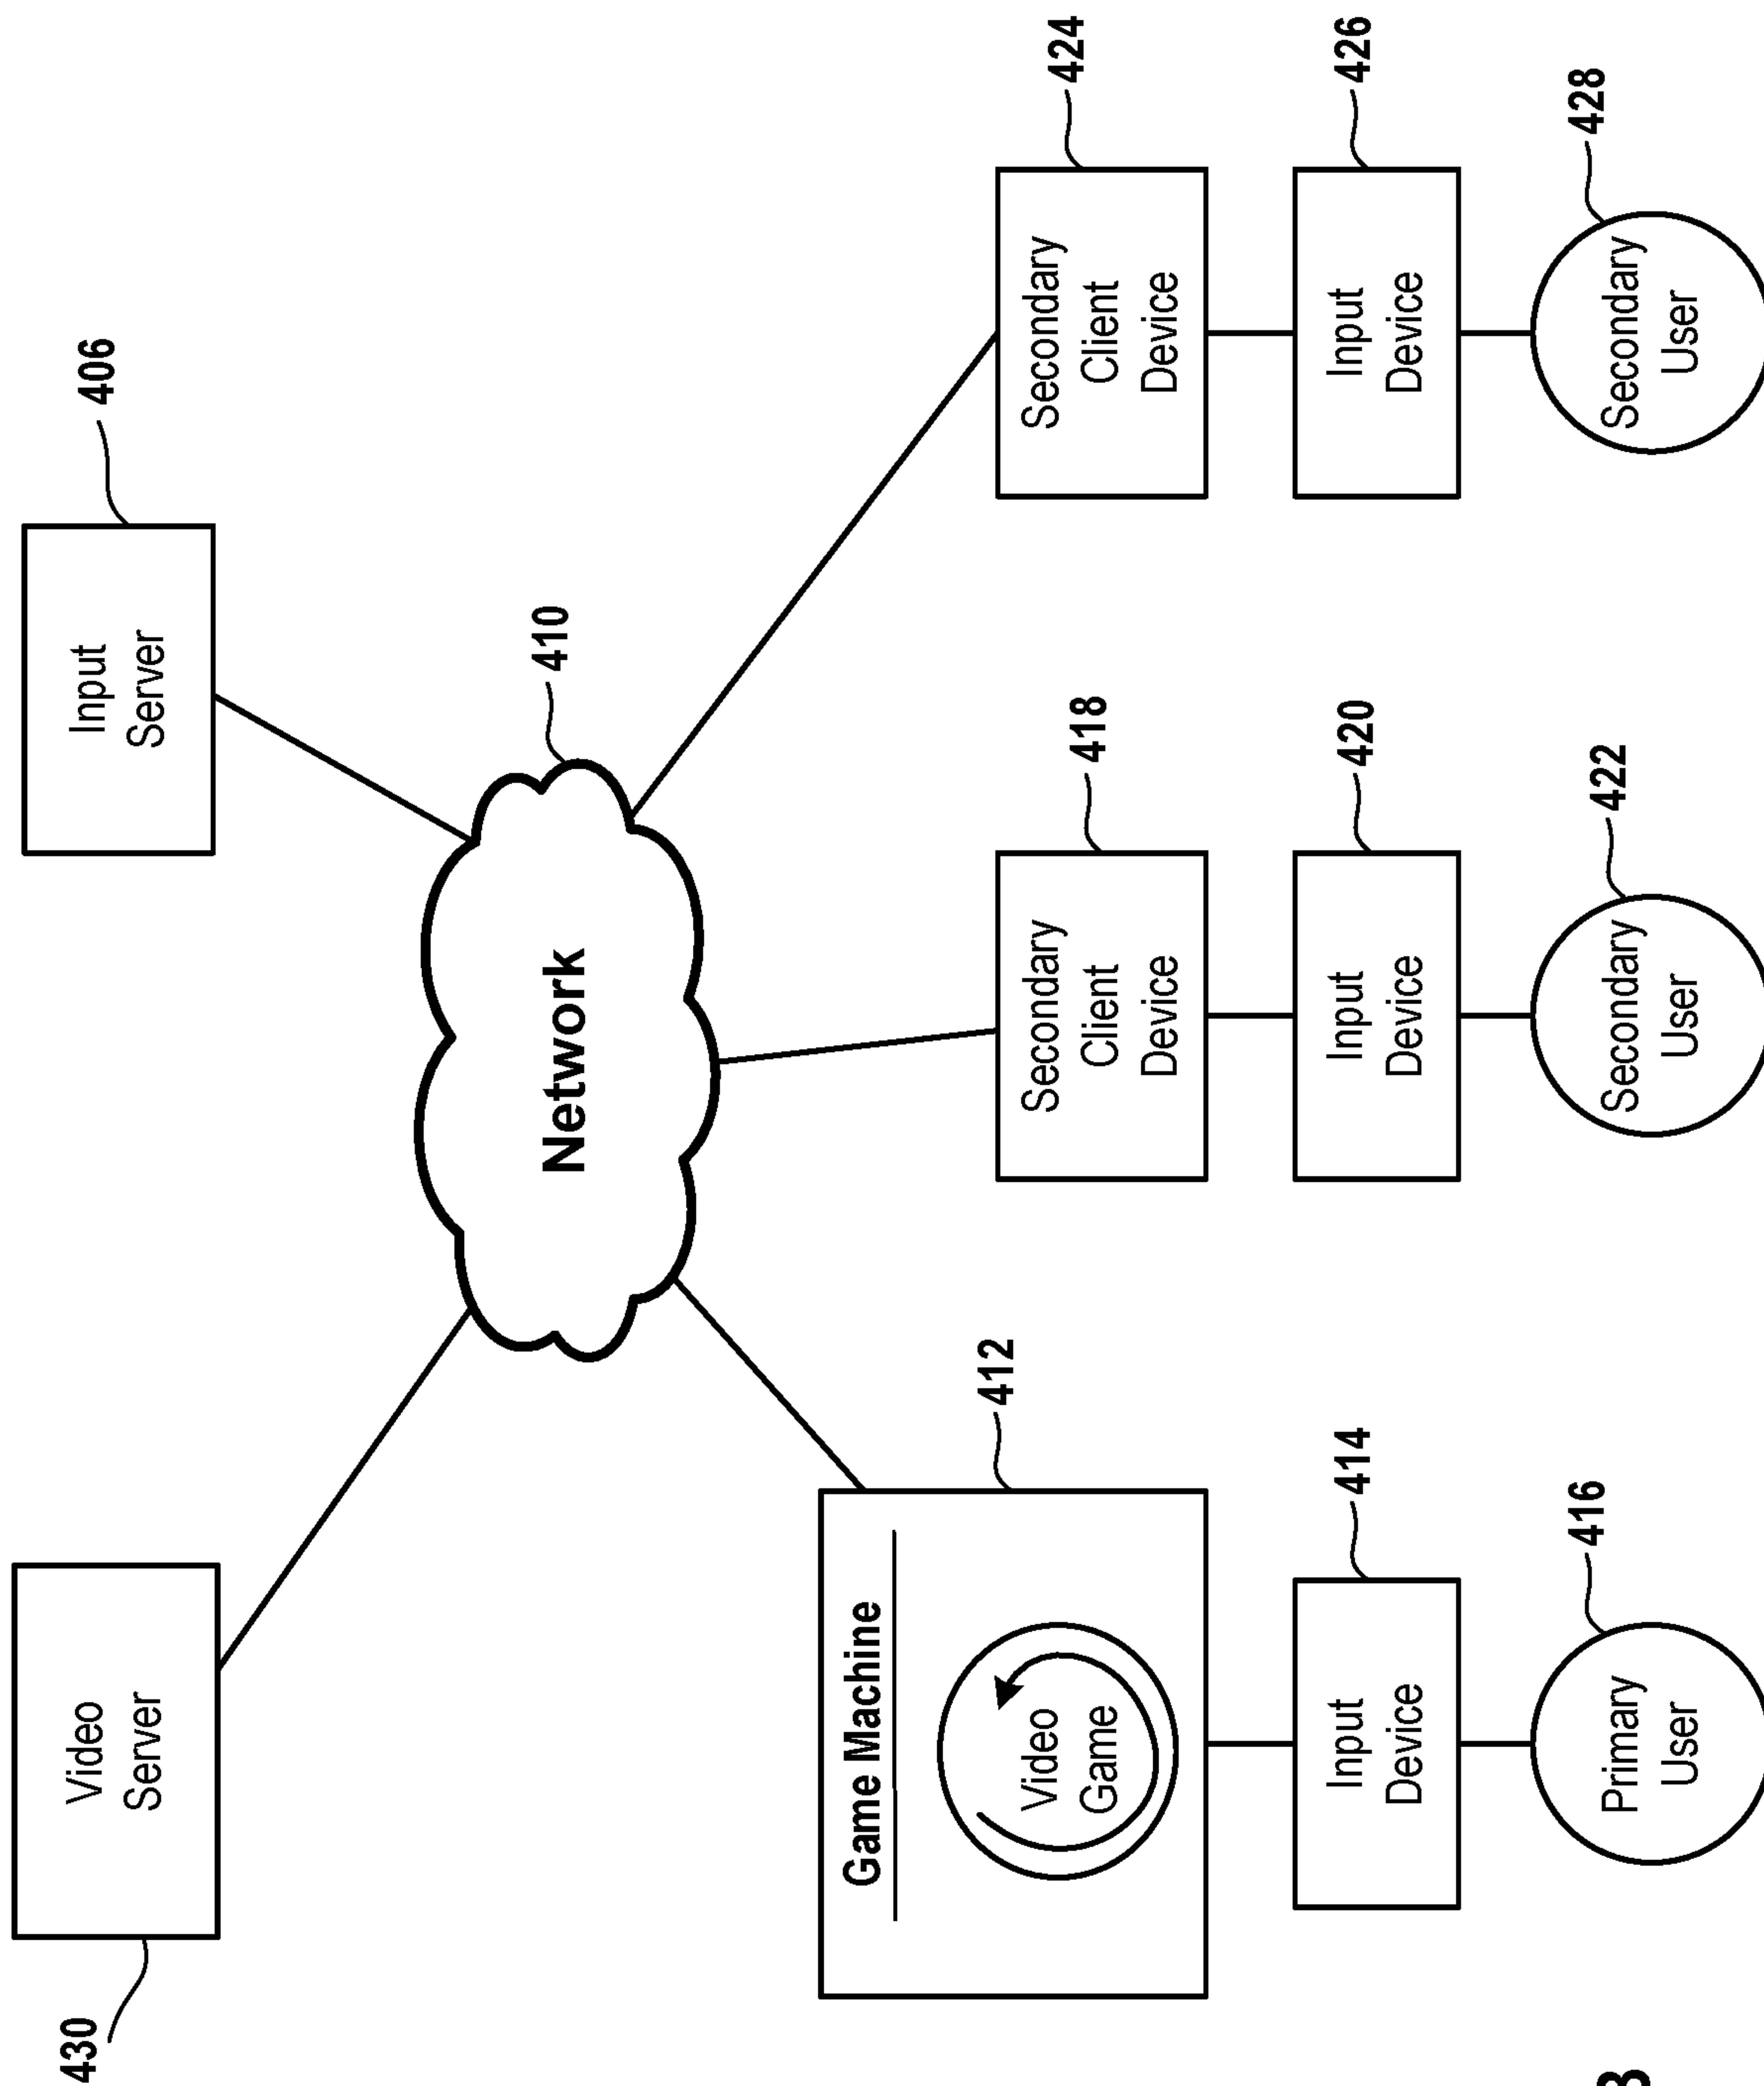 430
Video
Server
Input
Server
406
Network
410
Game Machine
Video
Game
412
Secondary
Client
Device
418
Secondary
Client
Device
424
Input
Device
414
Input
Device
420
Input
Device
426
Primary
User
416
Secondary
User
422
Secondary
User
428